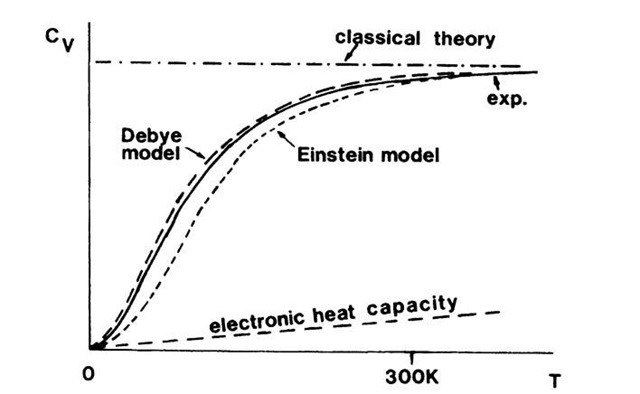 C_V
classical theory
exp.
Debye
model
Einstein model
electronic heat capacity
0
300K
T